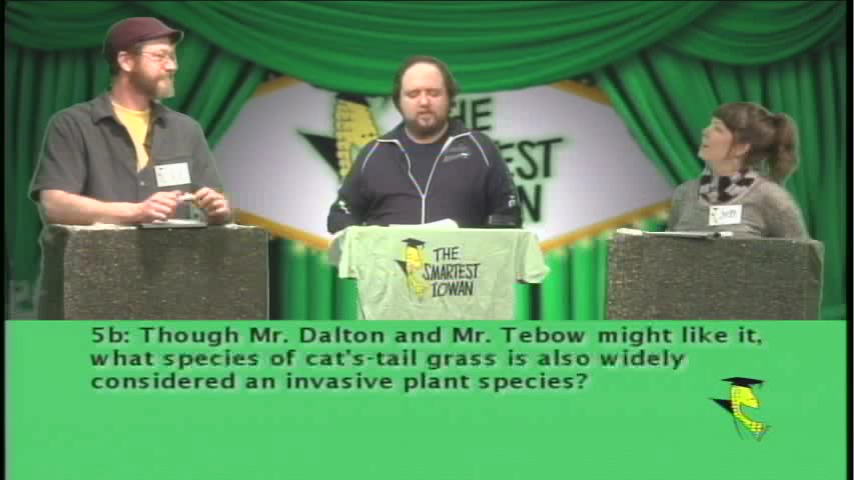 THE
SMARTEST
IOWAN
THE
SMARTEST
IOWAN
5b: Though Mr. Dalton and Mr. Tebow might like it,
what species of cat's-tail grass is also widely
considered an invasive plant species?